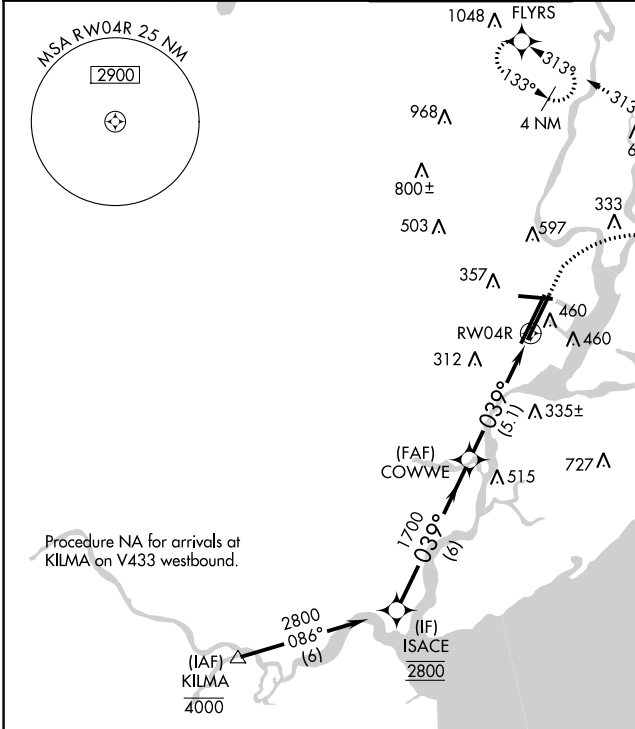 MSA RW04R 25 NM
2900
1048
FLYRS
313°
133°
4 NM
313
968
6
800±
503
597
333
357
460
RW04R
460
312
039°
(5.1)
335±
(FAF)
COWWE
727
515
1700
039°
(6)
Procedure NA for arrivals at
KILMA on V433 westbound.
2800
086°
(6)
(IF)
ISACE
2800
(IAF)
KILMA
4000